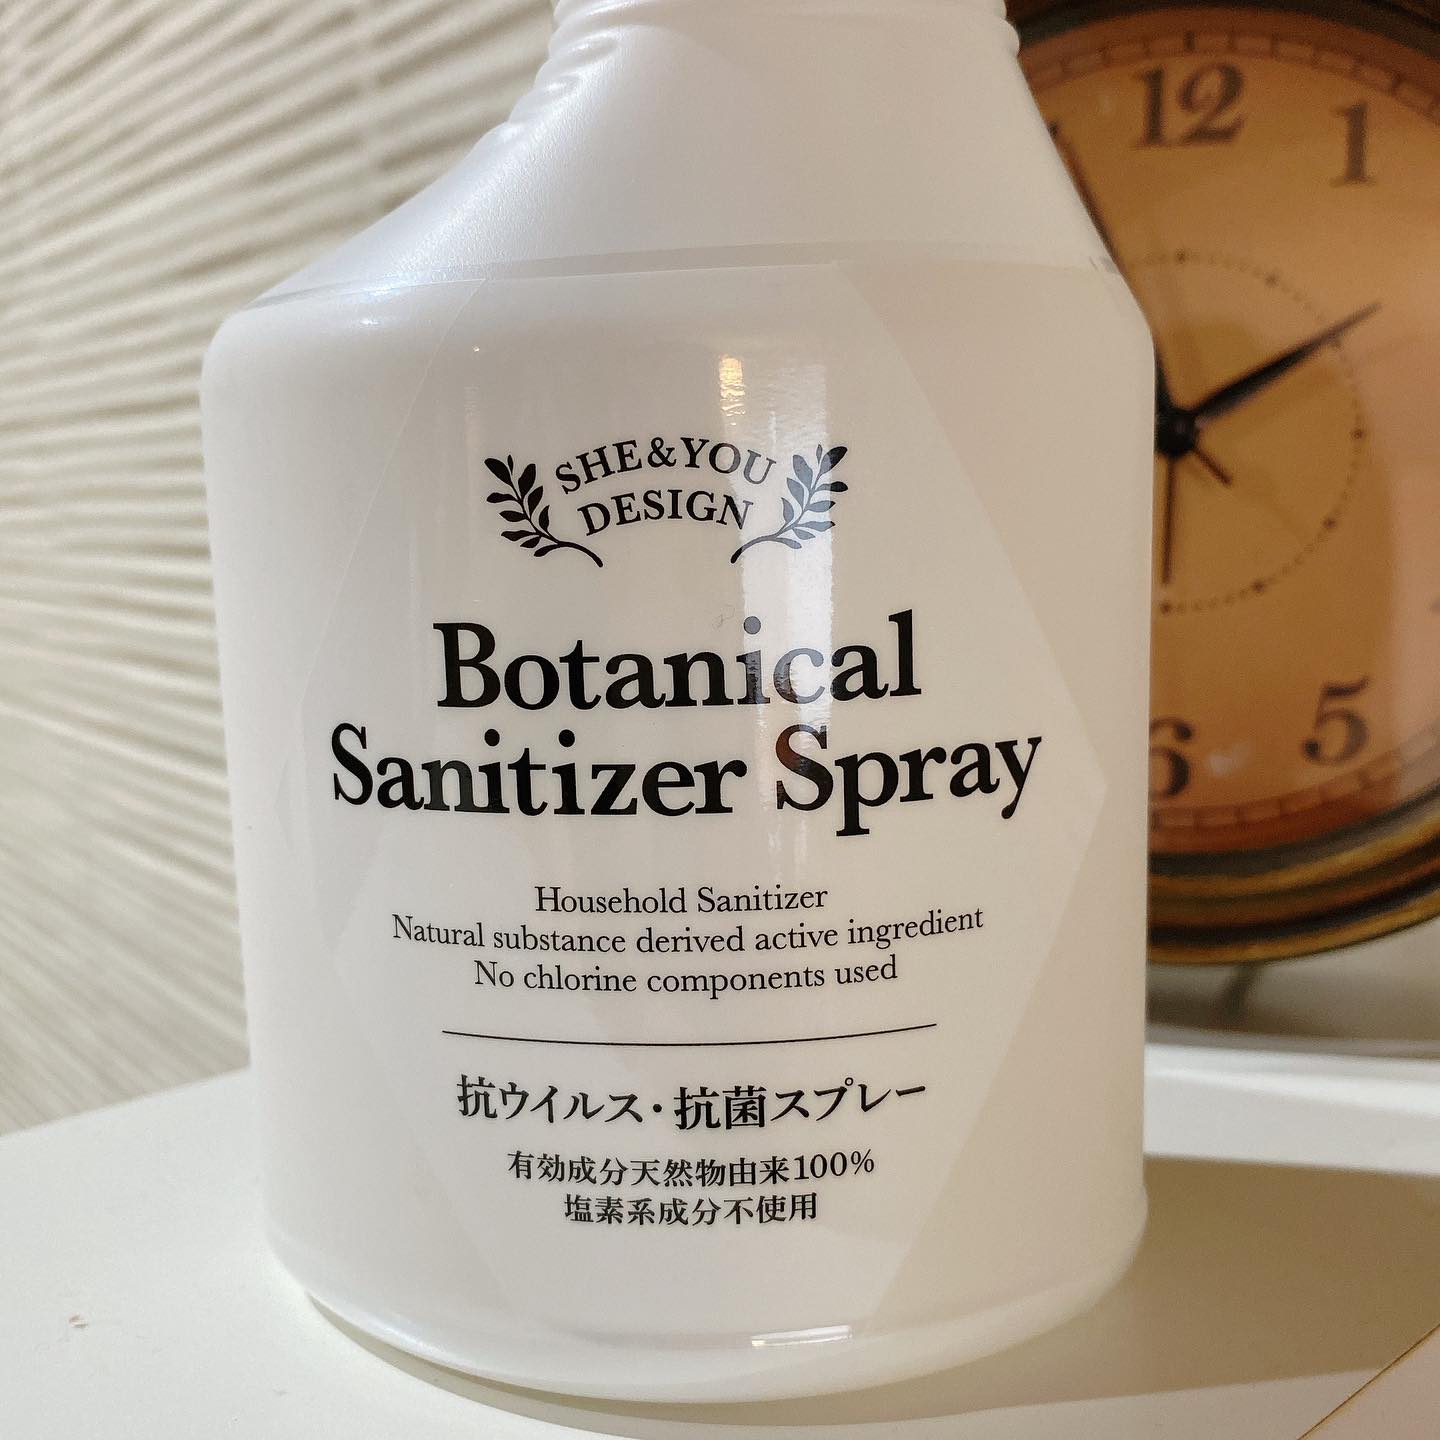 SHE&YOU
DESIGN
Botanical
Sanitizer Spray
Household Sanitizer
Natural substance derived active ingredient
No chlorine components used
抗ウイルス・抗菌スプレー
有効成分天然物由来100%
塩素系成分不使用
12
1
5
6